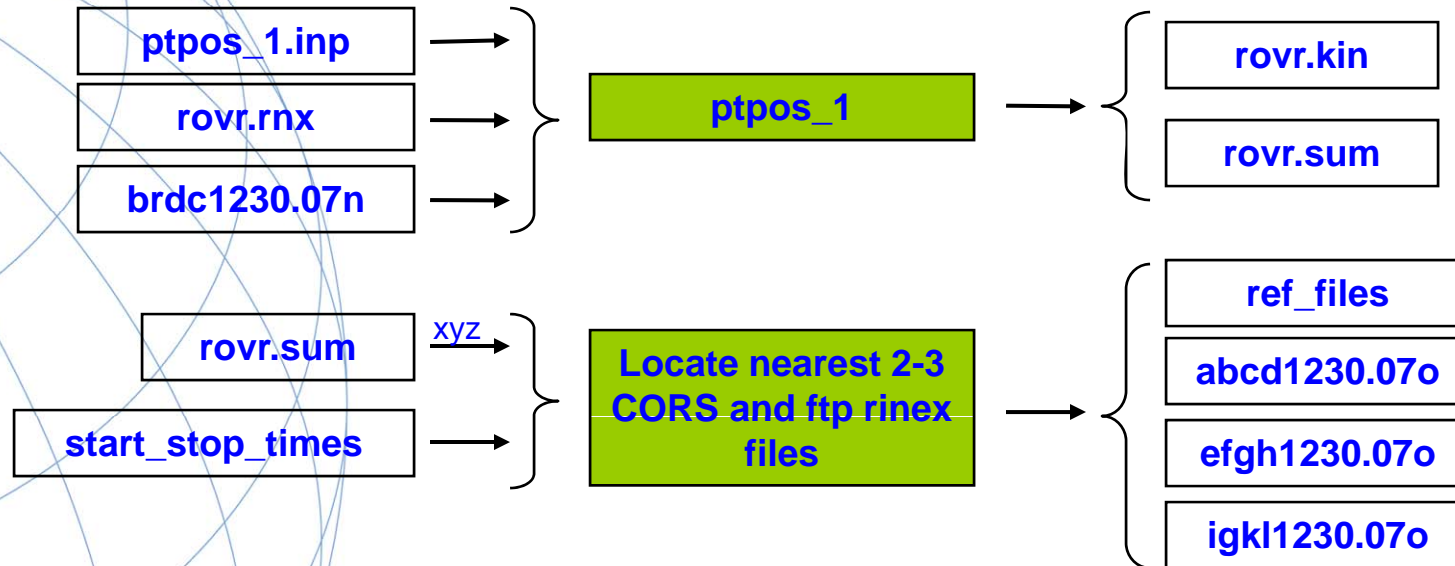 ptpos_1.inp
rovr.rnx
brdc1230.07n
ptpos_1
rovr.kin
rovr.sum
rovr.sum
xyz
start_stop_times
Locate nearest 2-3
CORS and ftp rinex
files
ref_files
abcd1230.07o
efgh1230.07o
igkl1230.07o